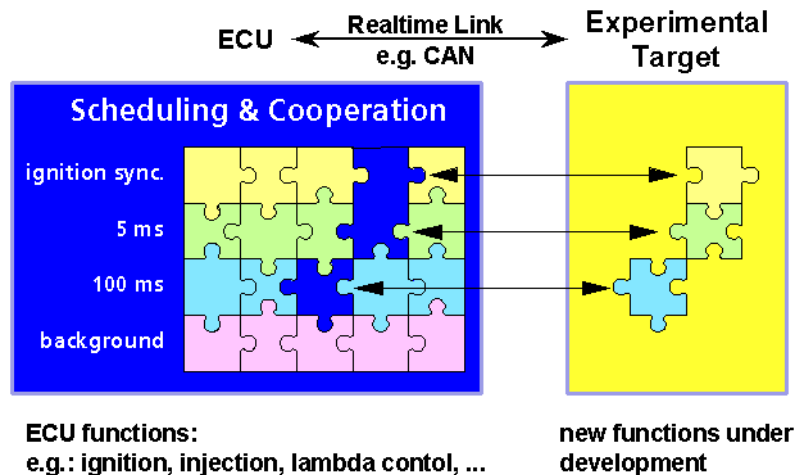 ECU
Realtime Link
e.g. CAN
Experimental
Target
Scheduling & Cooperation
ignition sync.
5 ms
100 ms
background
ECU functions:
e.g.: ignition, injection, lambda contol, ...
new functions under
development